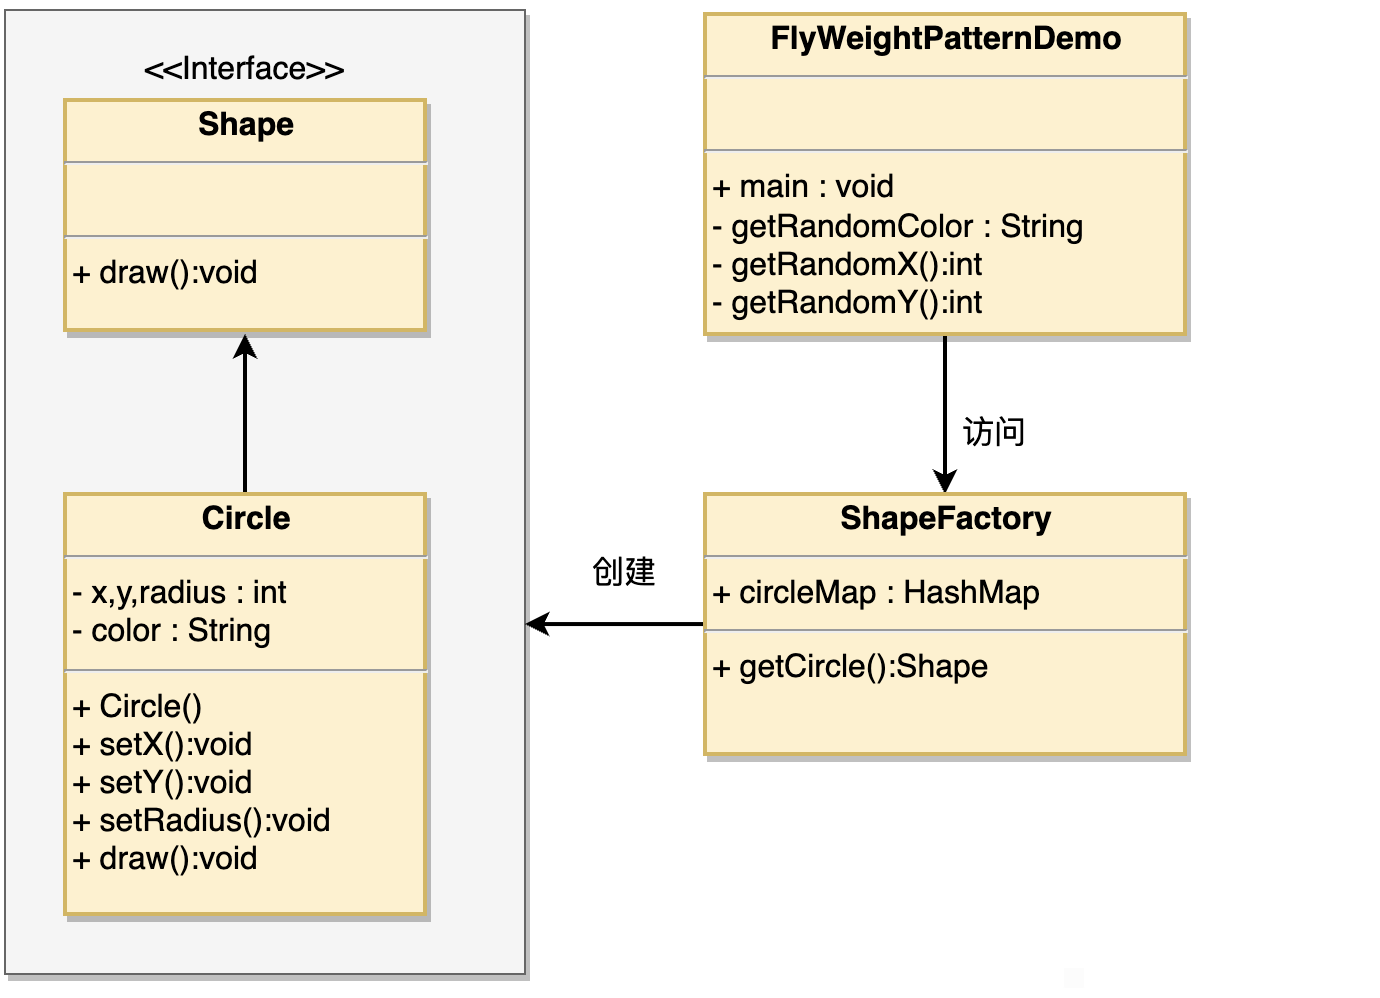 <<Interface>>
Shape
+ draw():void
Circle
- x,y,radius : int
- color : String
+ Circle()
+ setX():void
+ setY():void
+ setRadius():void
+ draw():void
FlyWeightPatternDemo
+ main : void
- getRandomColor : String
- getRandomX():int
- getRandomY():int
访问
创建
ShapeFactory
+ circleMap : HashMap
+ getCircle():Shape